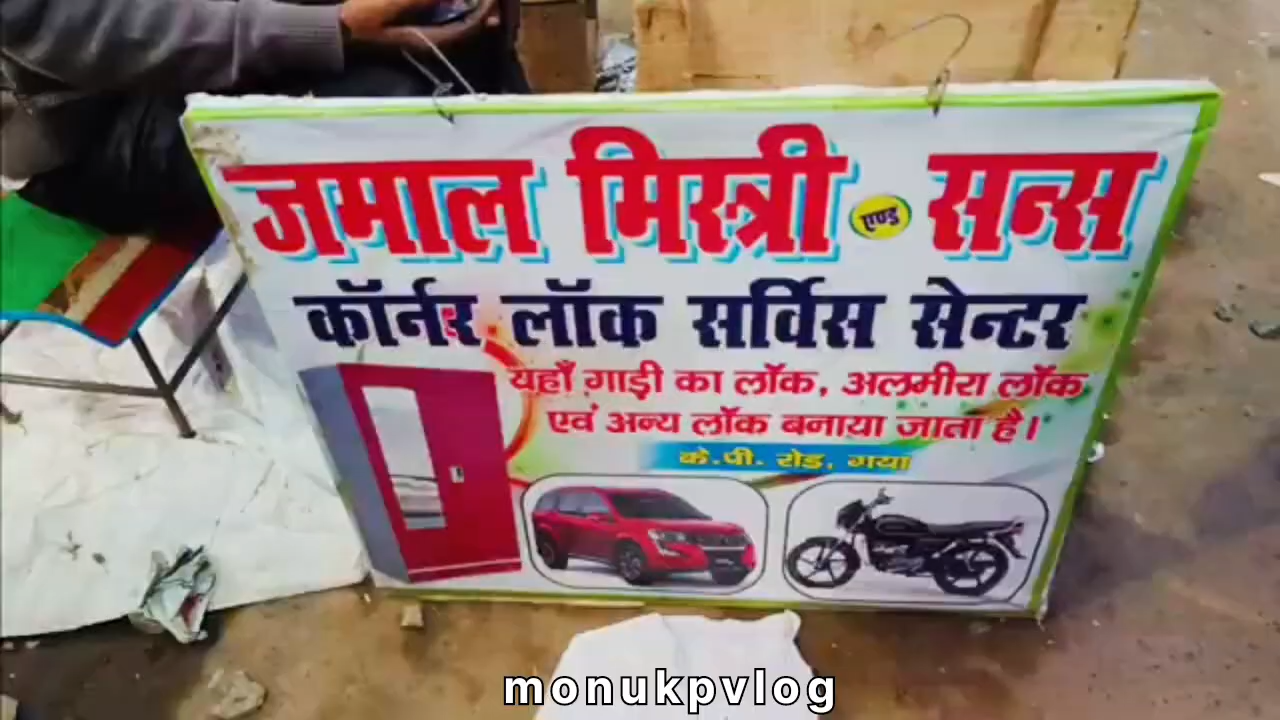 जमाल मिस्त्री एण्ड सन्स
कॉर्नर लॉक सर्विस सेन्टर
यहाँ गाड़ी का लॉक, अलमीरा लॉक
एवं अन्य लॉक बनाया जाता है।
के.पी. रोड, गया
monukpvlog